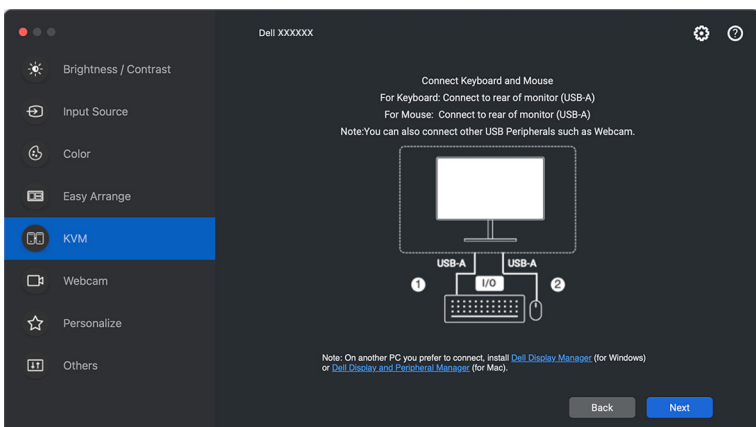 Dell XXXXXX
Brightness / Contrast
Input Source
Color
Easy Arrange
KVM
Webcam
Personalize
Others
Connect Keyboard and Mouse
For Keyboard: Connect to rear of monitor (USB-A)
For Mouse: Connect to rear of monitor (USB-A)
Note:You can also connect other USB Peripherals such as Webcam.
USB-A USB-A
1 I/O 2
Note: On another PC you prefer to connect, install Dell Display Manager (for Windows)
or Dell Display and Peripheral Manager (for Mac).
Back Next